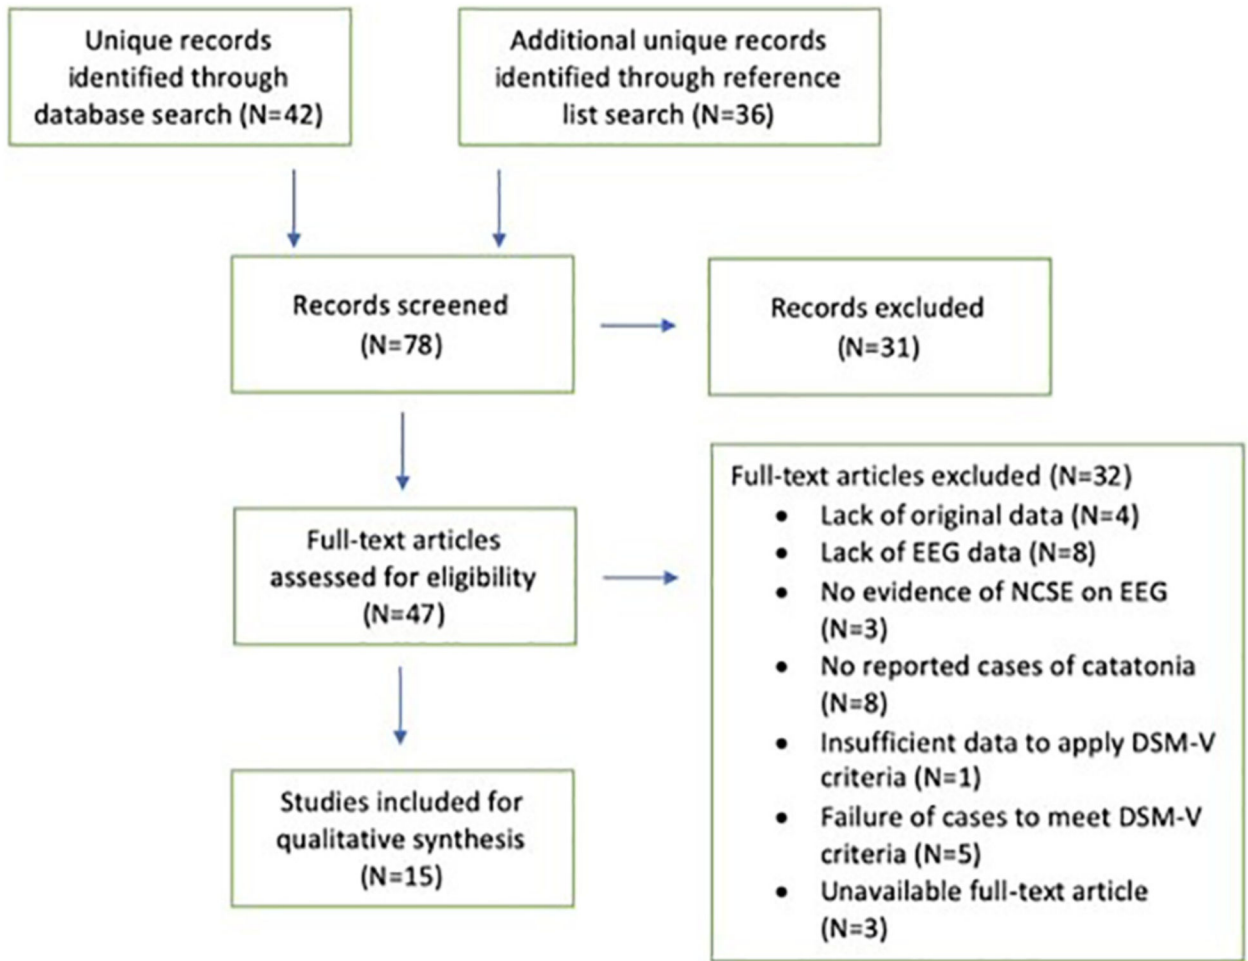 Unique records
identified through
database search (N=42)
Additional unique records
identified through reference
list search (N=36)
Records screened
(N=78)
Records excluded
(N=31)
Full-text articles
assessed for eligibility
(N=47)
Full-text articles excluded (N=32)
• Lack of original data (N=4)
• Lack of EEG data (N=8)
• No evidence of NCSE on EEG
(N=3)
• No reported cases of catatonia
(N=8)
• Insufficient data to apply DSM-V
criteria (N=1)
• Failure of cases to meet DSM-V
criteria (N=5)
• Unavailable full-text article
(N=3)
Studies included for
qualitative synthesis
(N=15)